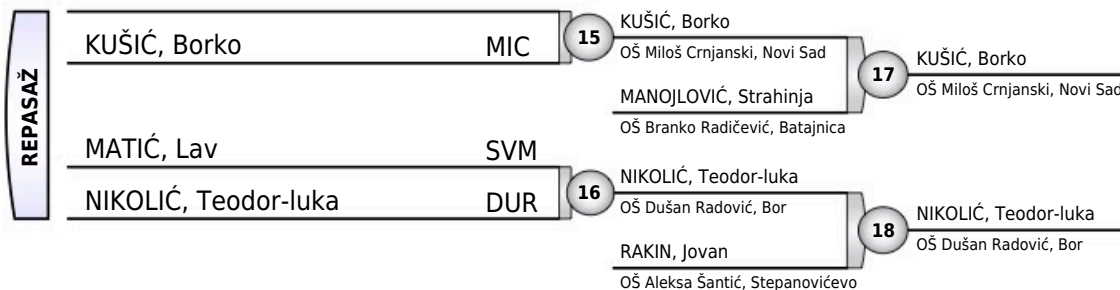 REPASAŽ
KUŠIĆ, Borko MIC
MATIĆ, Lav SVM
NIKOLIĆ, Teodor-luka DUR
15
16
KUŠIĆ, Borko
OŠ Miloš Crnjanski, Novi Sad
MANOJLOVIĆ, Strahinja
OŠ Branko Radičević, Batajnica
NIKOLIĆ, Teodor-luka
OŠ Dušan Radović, Bor
RAKIN, Jovan
OŠ Aleksa Šantić, Stepanovićevo
17
18
KUŠIĆ, Borko
OŠ Miloš Crnjanski, Novi Sad
NIKOLIĆ, Teodor-luka
OŠ Dušan Radović, Bor